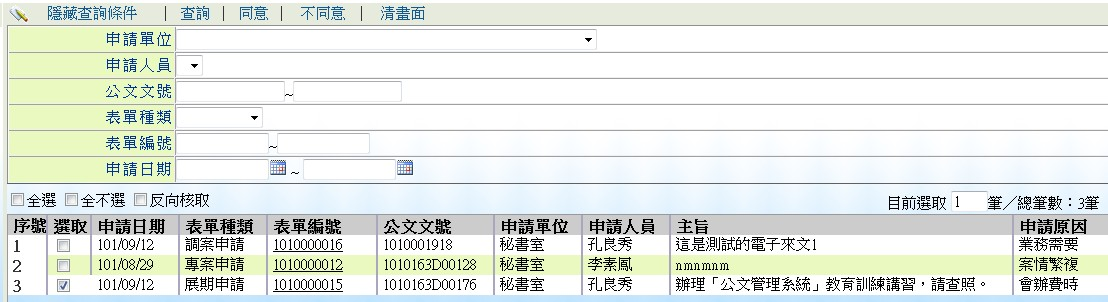 隱藏查詢條件 | 查詢 | 同意 | 不同意 | 清畫面
申請單位
申請人員
公文文號 ~
表單種類
表單編號 ~
申請日期 ~
全選 全不選 反向核取 目前選取 1 筆／總筆數：3筆
序號 選取 申請日期 表單種類 表單編號 公文文號 申請單位 申請人員 主旨 申請原因
1 101/09/12 調案申請 1010000016 1010001918 秘書室 孔良秀 這是測試的電子來文1 業務需要
2 101/08/29 專案申請 1010000012 1010163D00128 秘書室 李素鳳 nmnmnm 案情繁複
3 101/09/12 展期申請 1010000015 1010163D00176 秘書室 孔良秀 辦理「公文管理系統」教育訓練講習，請查照。 會辦費時